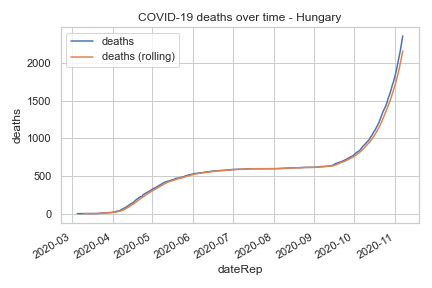 COVID-19 deaths over time - Hungary
deaths
deaths (rolling)
2000
1500
1000
500
0
deaths
2020-03
2020-04
2020-05
2020-06
2020-07
2020-08
2020-09
2020-10
2020-11
dateRep